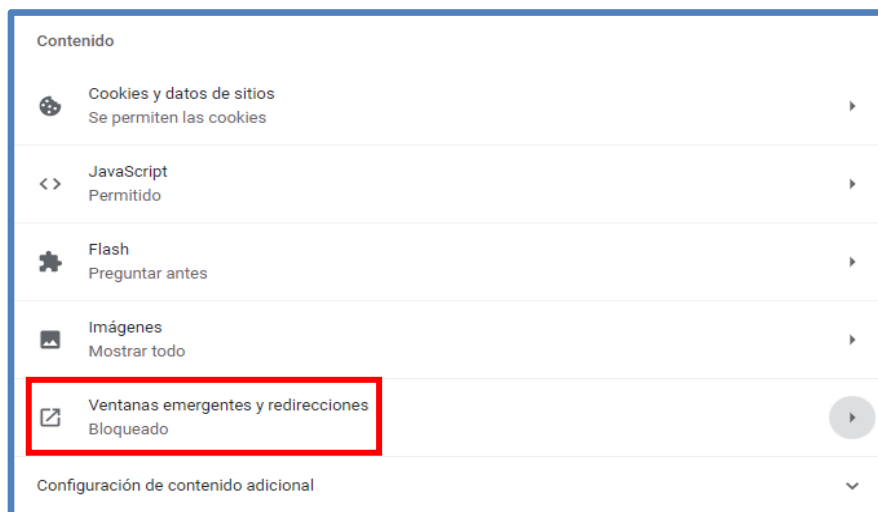 Contenido
Cookies y datos de sitios
Se permiten las cookies
JavaScript
Permitido
Flash
Preguntar antes
Imágenes
Mostrar todo
Ventanas emergentes y redirecciones
Bloqueado
Configuración de contenido adicional